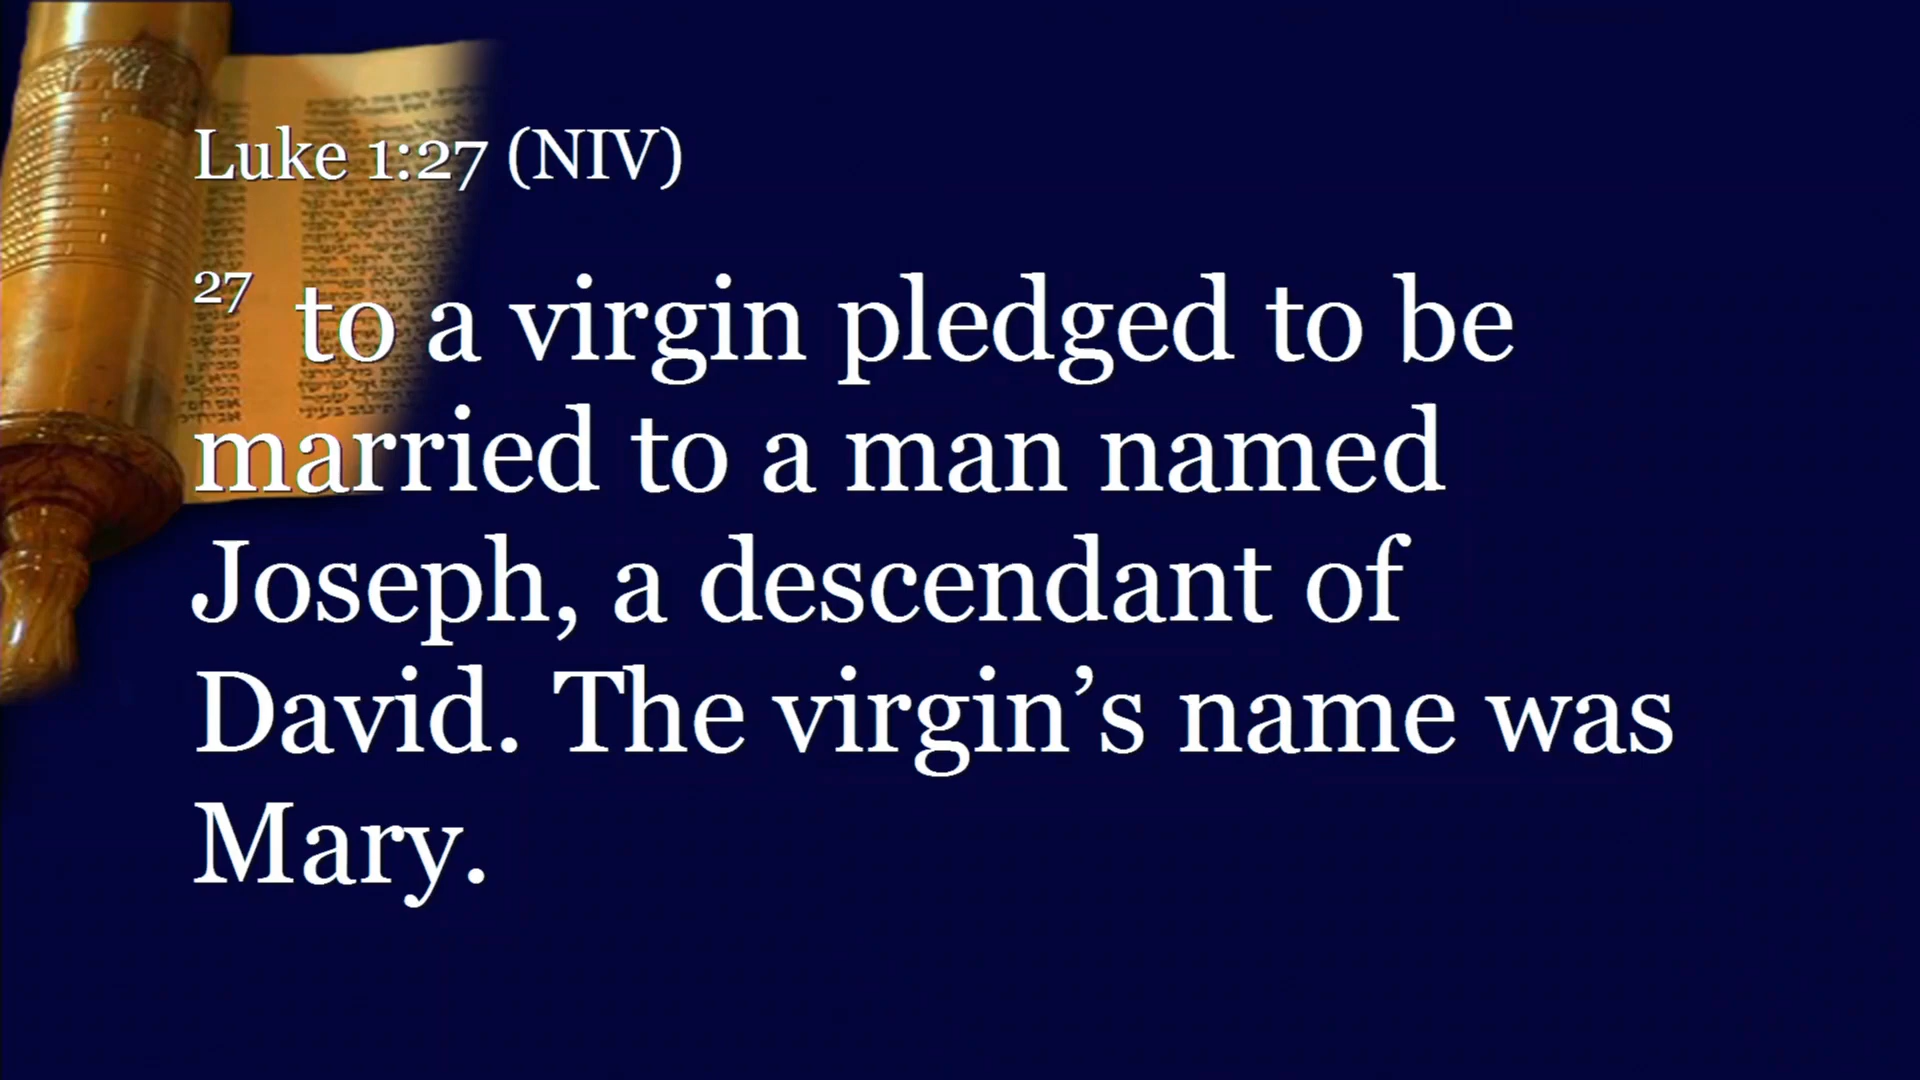 Luke 1:27 (NIV)
27 to a virgin pledged to be
married to a man named
Joseph, a descendant of
David. The virgin’s name was
Mary.